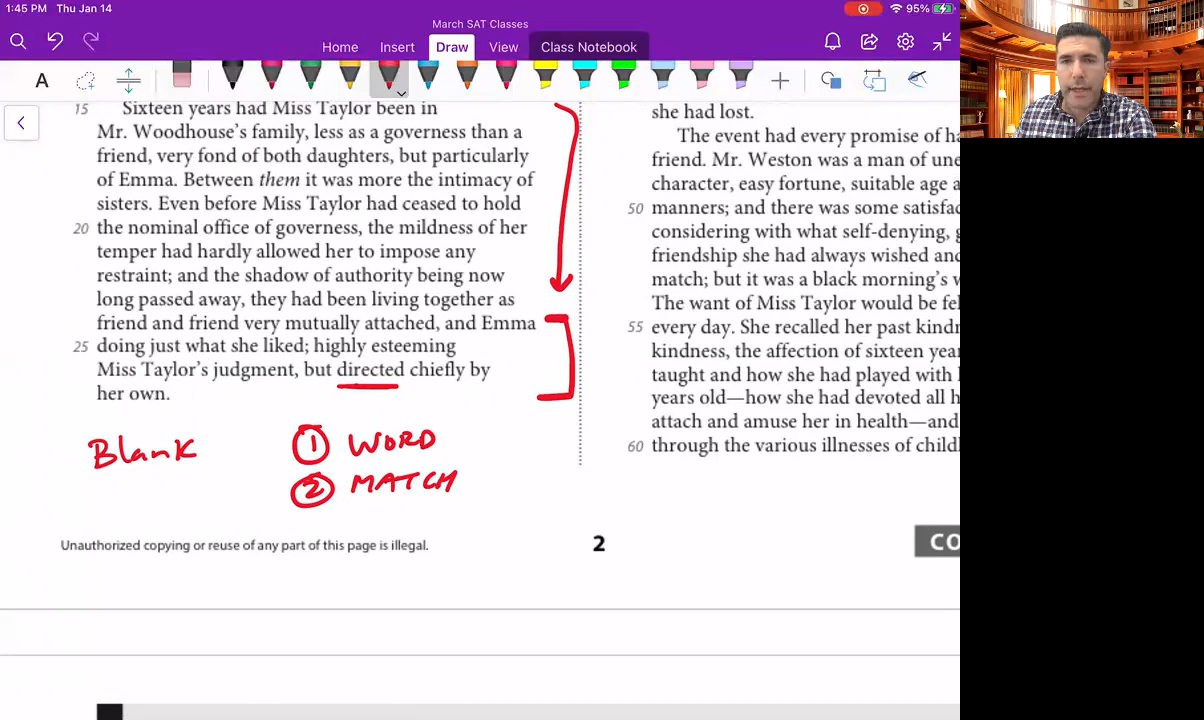 1:45 PM Thu Jan 14
March SAT Classes
95%
Home Insert Draw View Class Notebook
A
15 Sixteen years had Miss Taylor been in
Mr. Woodhouse's family, less as a governess than a
friend, very fond of both daughters, but particularly
of Emma. Between them it was more the intimacy of
sisters. Even before Miss Taylor had ceased to hold
20 the nominal office of governess, the mildness of her
temper had hardly allowed her to impose any
restraint; and the shadow of authority being now
long passed away, they had been living together as
friend and friend very mutually attached, and Emma
25 doing just what she liked; highly esteeming
Miss Taylor's judgment, but directed chiefly by
her own.
Blank
1 WORD
2 MATCH
she had lost.
The event had every promise of ha
friend. Mr. Weston was a man of une
character, easy fortune, suitable age a
50 manners; and there was some satisfac
considering with what self-denying, g
friendship she had always wished and
match; but it was a black morning's w
The want of Miss Taylor would be fel
55 every day. She recalled her past kindn
kindness, the affection of sixteen year
taught and how she had played with h
years old—how she had devoted all h
attach and amuse her in health—and
60 through the various illnesses of childl
Unauthorized copying or reuse of any part of this page is illegal.
2
CO